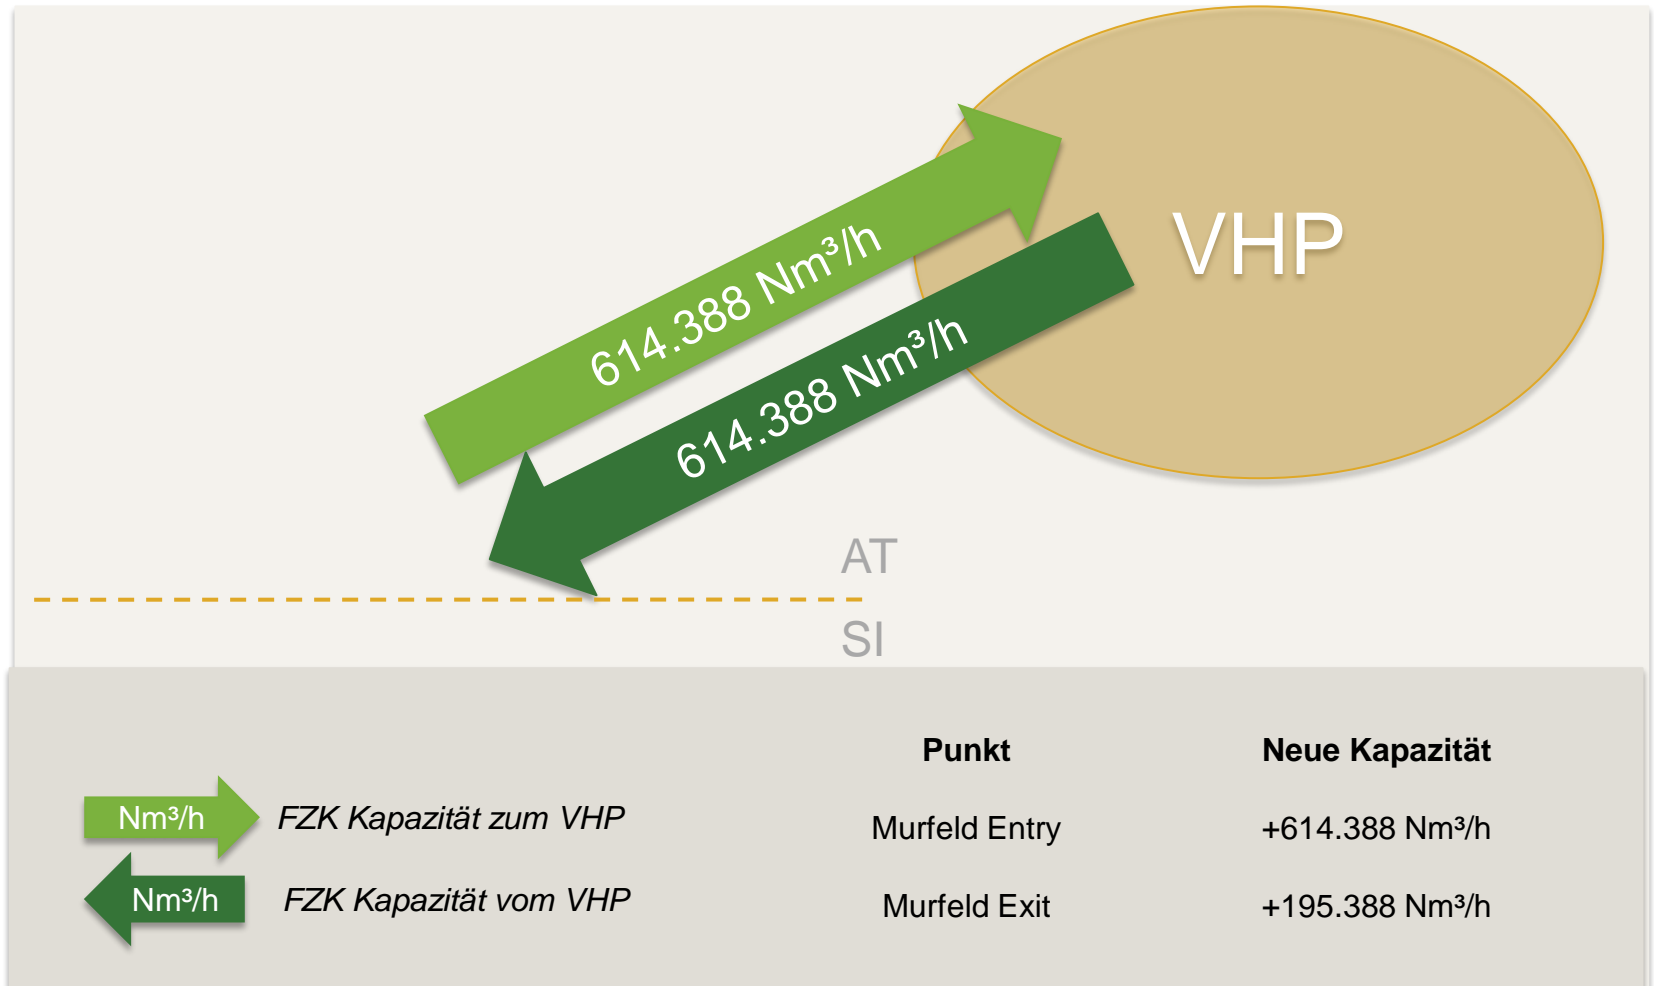 VHP
614.388 Nm³/h
614.388 Nm³/h
AT
SI
Punkt Neue Kapazität
Nm³/h FZK Kapazität zum VHP Murfeld Entry +614.388 Nm³/h
Nm³/h FZK Kapazität vom VHP Murfeld Exit +195.388 Nm³/h